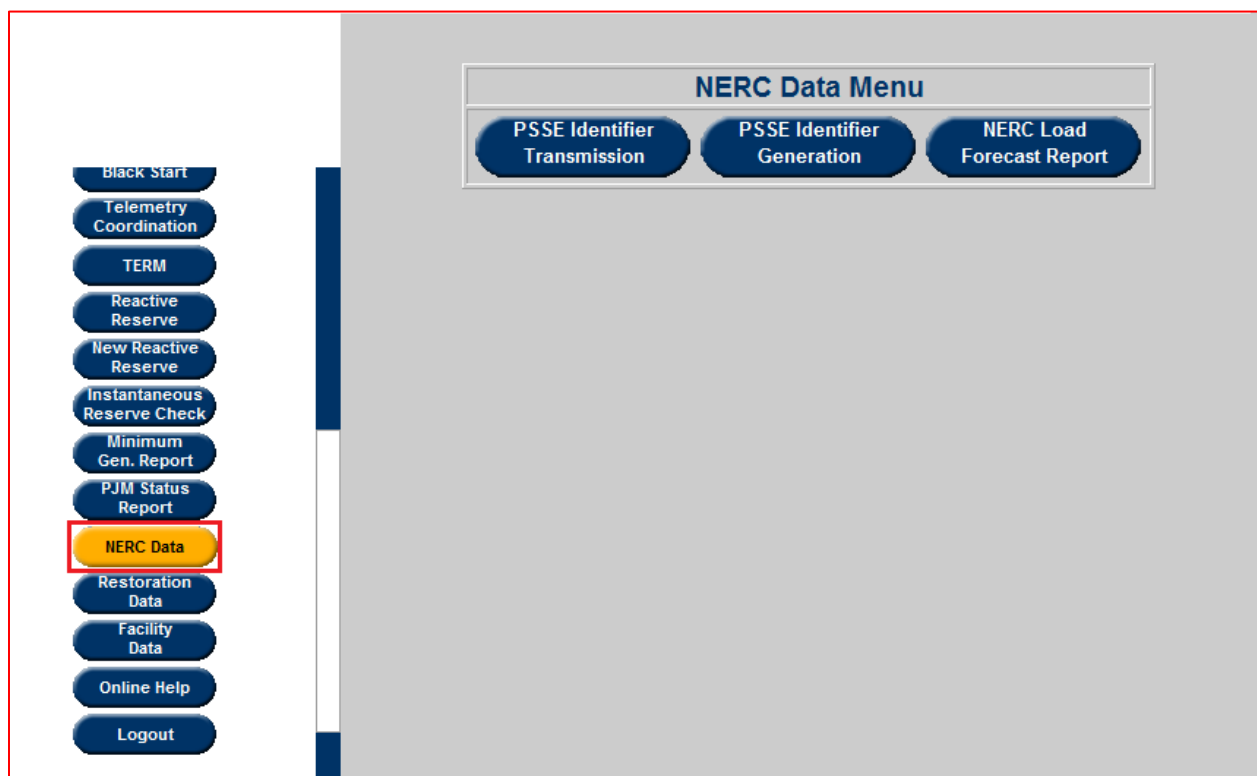 NERC Data Menu
PSSE Identifier
Transmission
PSSE Identifier
Generation
NERC Load
Forecast Report
Black Start
Telemetry
Coordination
TERM
Reactive
Reserve
New Reactive
Reserve
Instantaneous
Reserve Check
Minimum
Gen. Report
PJM Status
Report
NERC Data
Restoration
Data
Facility
Data
Online Help
Logout